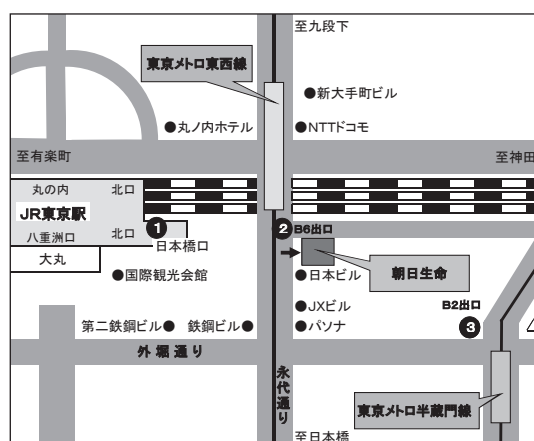 至九段下
東京メトロ東西線
●新大手町ビル
●丸ノ内ホテル
●NTTドコモ
至有楽町
至神田
丸の内 北口
JR東京駅
八重洲口 北口
1
日本橋口
2
B6出口
大丸
朝日生命
●国際観光会館
●日本ビル
●JXビル
B2出口
第二鉄鋼ビル● 鉄鋼ビル●
●パソナ
3
外堀通り
永代通り
東京メトロ半蔵門線
至日本橋